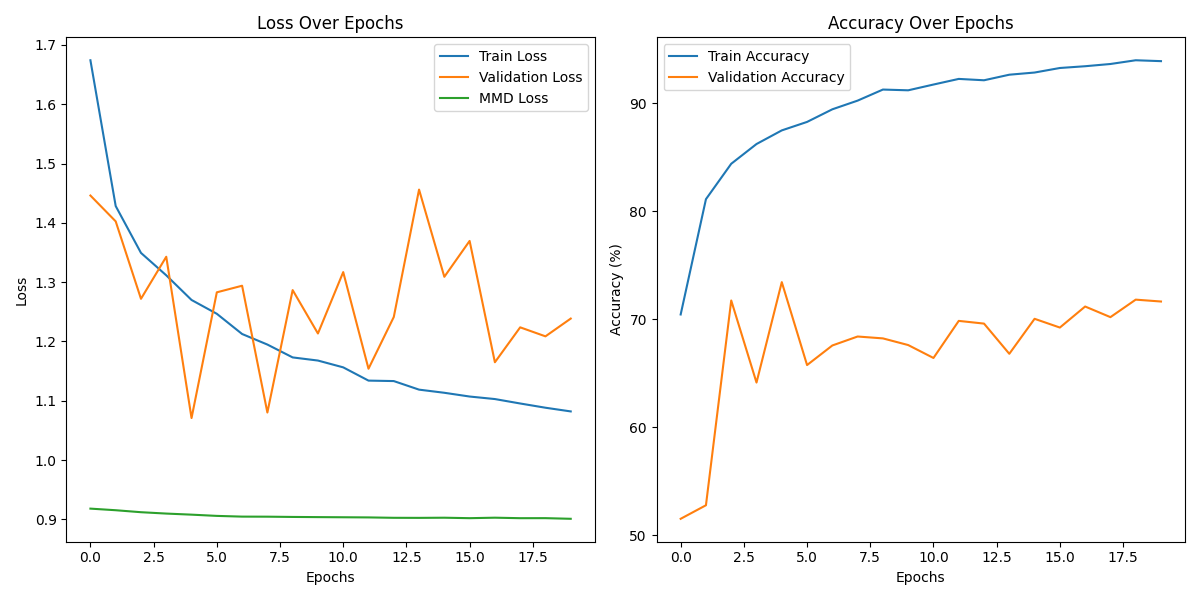 Loss Over Epochs
1.7
1.6
1.5
1.4
1.3
1.2
1.1
1.0
0.9
Loss
Train Loss
Validation Loss
MMD Loss
0.0 2.5 5.0 7.5 10.0 12.5 15.0 17.5
Epochs
Accuracy Over Epochs
90
80
70
60
50
Accuracy (%)
Train Accuracy
Validation Accuracy
0.0 2.5 5.0 7.5 10.0 12.5 15.0 17.5
Epochs